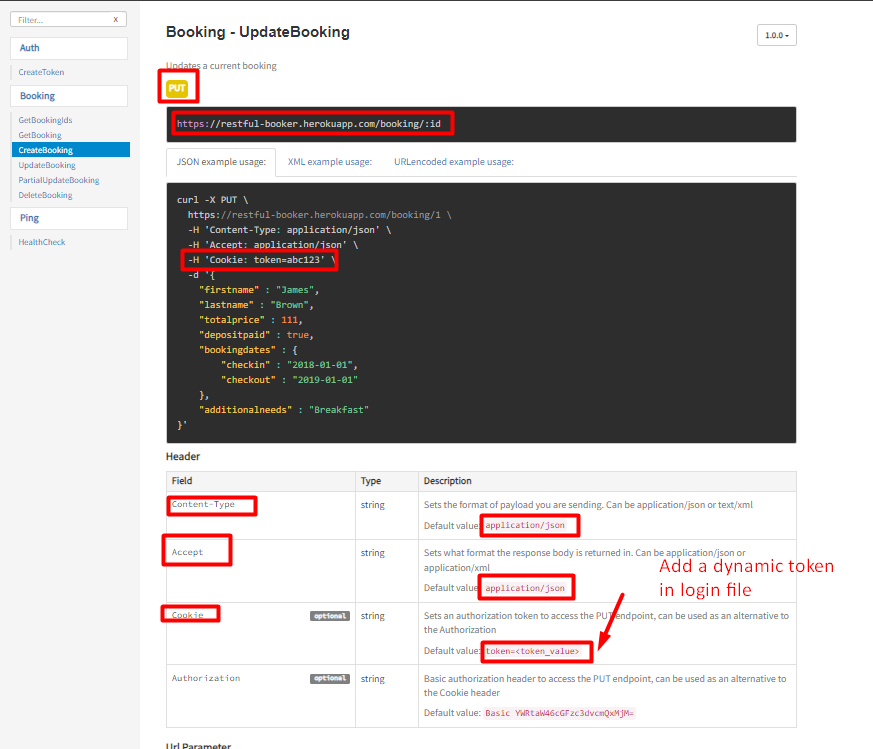 Filter...
x
Auth
CreateToken
Booking
GetBookingIds
GetBooking
CreateBooking
UpdateBooking
PartialUpdateBooking
DeleteBooking
Ping
HealthCheck
Booking - UpdateBooking
1.0.0
Updates a current booking
PUT
https://restful-booker.herokuapp.com/booking/:id
JSON example usage:
XML example usage:
URLencoded example usage:
curl -X PUT \
https://restful-booker.herokuapp.com/booking/1 \
-H 'Content-Type: application/json' \
-H 'Accept: application/json' \
-H 'Cookie: token=abc123' \
-d '{
"firstname" : "James",
"lastname" : "Brown",
"totalprice" : 111,
"depositpaid" : true,
"bookingdates" : {
"checkin" : "2018-01-01",
"checkout" : "2019-01-01"
},
"additionalneeds" : "Breakfast"
}'
Header
Field Type Description
Content-Type string Sets the format of payload you are sending. Can be application/json or text/xml
Default value: application/json
Accept string Sets what format the response body is returned in. Can be application/json or
application/xml
Default value: application/json
Add a dynamic token
in login file
Cookie optional string Sets an authorization token to access the PUT endpoint, can be used as an alternative to
the Authorization
Default value: token=<token_value>
Authorization optional string Basic authorization header to access the PUT endpoint, can be used as an alternative to
the Cookie header
Default value: Basic YWRtaW46cGFzc3dvcmQxMjM=
Url Parameter